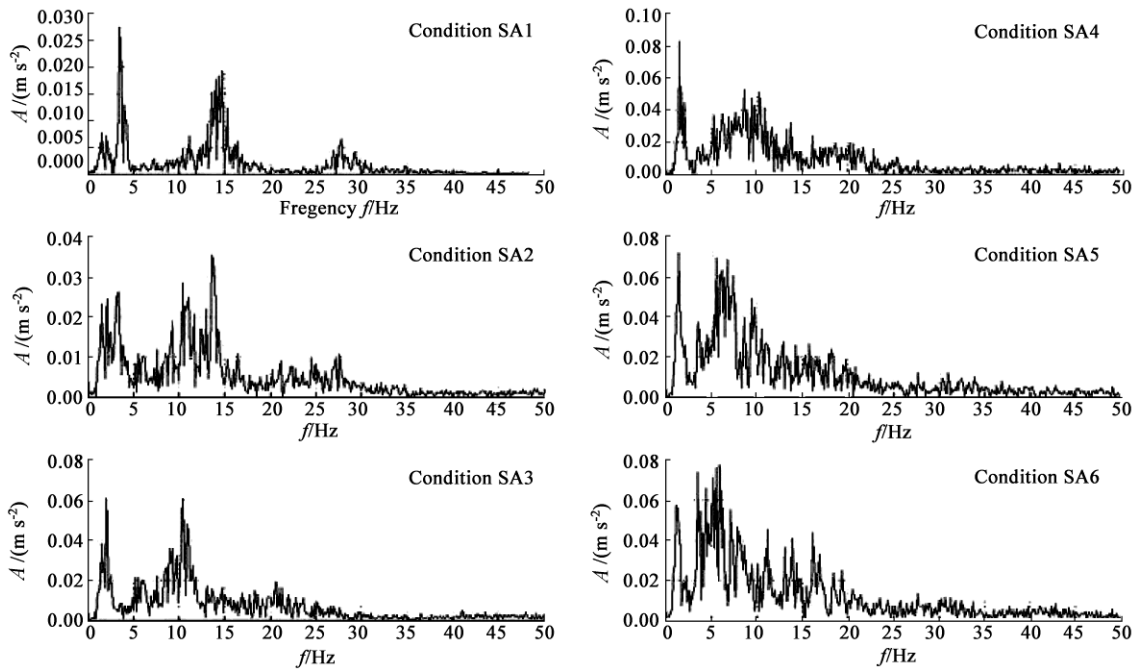 0.030
0.025
0.020
0.015
0.010
0.005
0.000
A /(m s-2)
Condition SA1
0 5 10 15 20 25 30 35 40 45 50
Fregency f/Hz
0.10
0.08
0.06
0.04
0.02
0.00
A /(m s-2)
Condition SA4
0 5 10 15 20 25 30 35 40 45 50
f/Hz
0.04
0.03
0.02
0.01
0.00
A /(m s-2)
Condition SA2
0 5 10 15 20 25 30 35 40 45 50
f/Hz
0.08
0.06
0.04
0.02
0.00
A /(m s-2)
Condition SA5
0 5 10 15 20 25 30 35 40 45 50
f/Hz
0.08
0.06
0.04
0.02
0.00
A /(m s-2)
Condition SA3
0 5 10 15 20 25 30 35 40 45 50
f/Hz
0.08
0.06
0.04
0.02
0.00
A /(m s-2)
Condition SA6
0 5 10 15 20 25 30 35 40 45 50
f/Hz